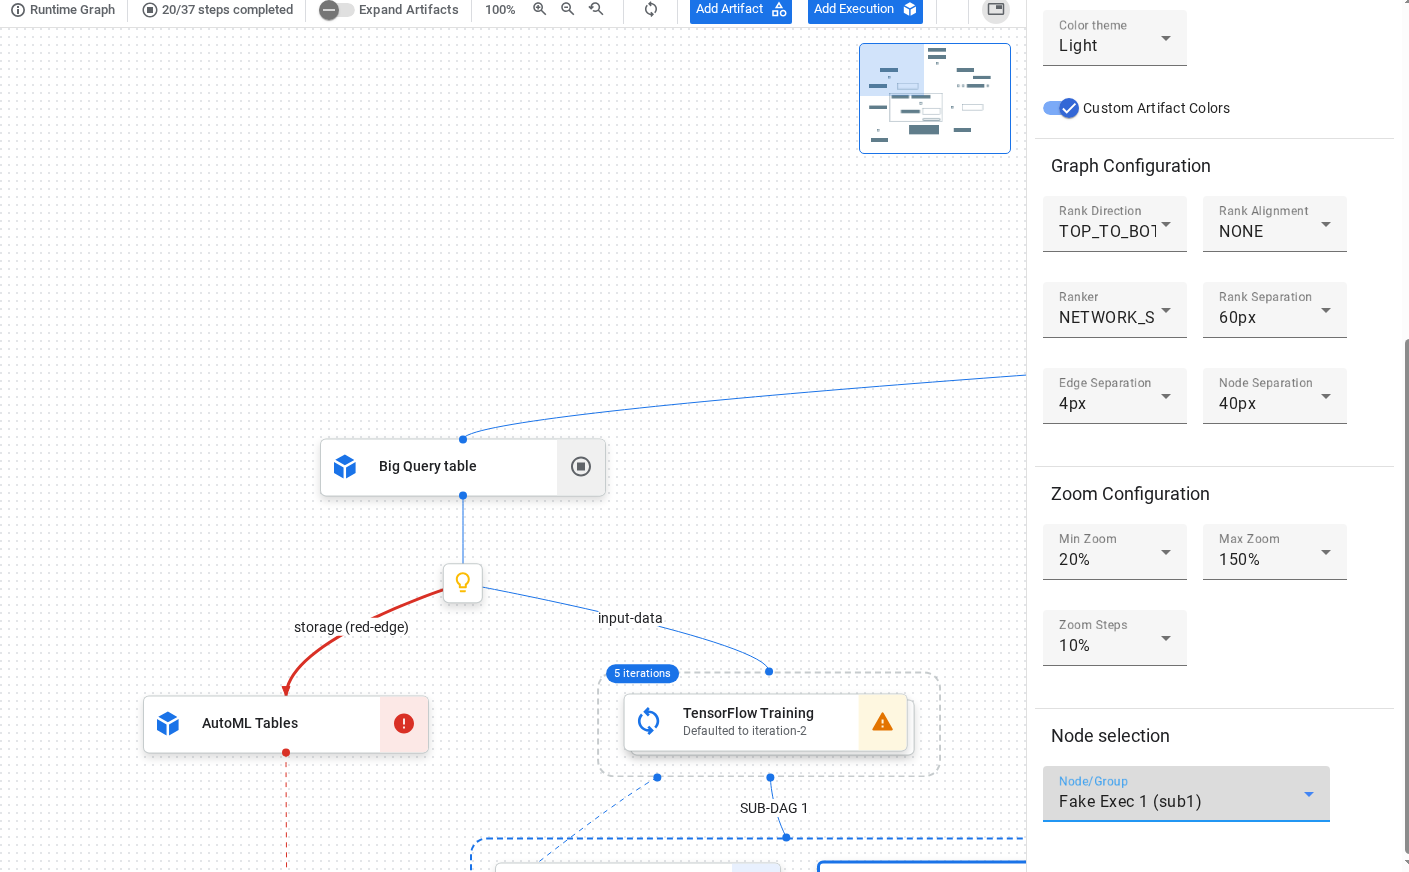 Runtime Graph
20/37 steps completed
Expand Artifacts
100%
Add Artifact
Add Execution
Color theme
Light
Custom Artifact Colors
Graph Configuration
Rank Direction
TOP_TO_BOT
Rank Alignment
NONE
Ranker
NETWORK_S
Rank Separation
60px
Edge Separation
4px
Node Separation
40px
Zoom Configuration
Min Zoom
20%
Max Zoom
150%
Zoom Steps
10%
Node selection
Node/Group
Fake Exec 1 (sub1)
Big Query table
storage (red-edge)
input-data
5 iterations
AutoML Tables
TensorFlow Training
Defaulted to iteration-2
SUB-DAG 1